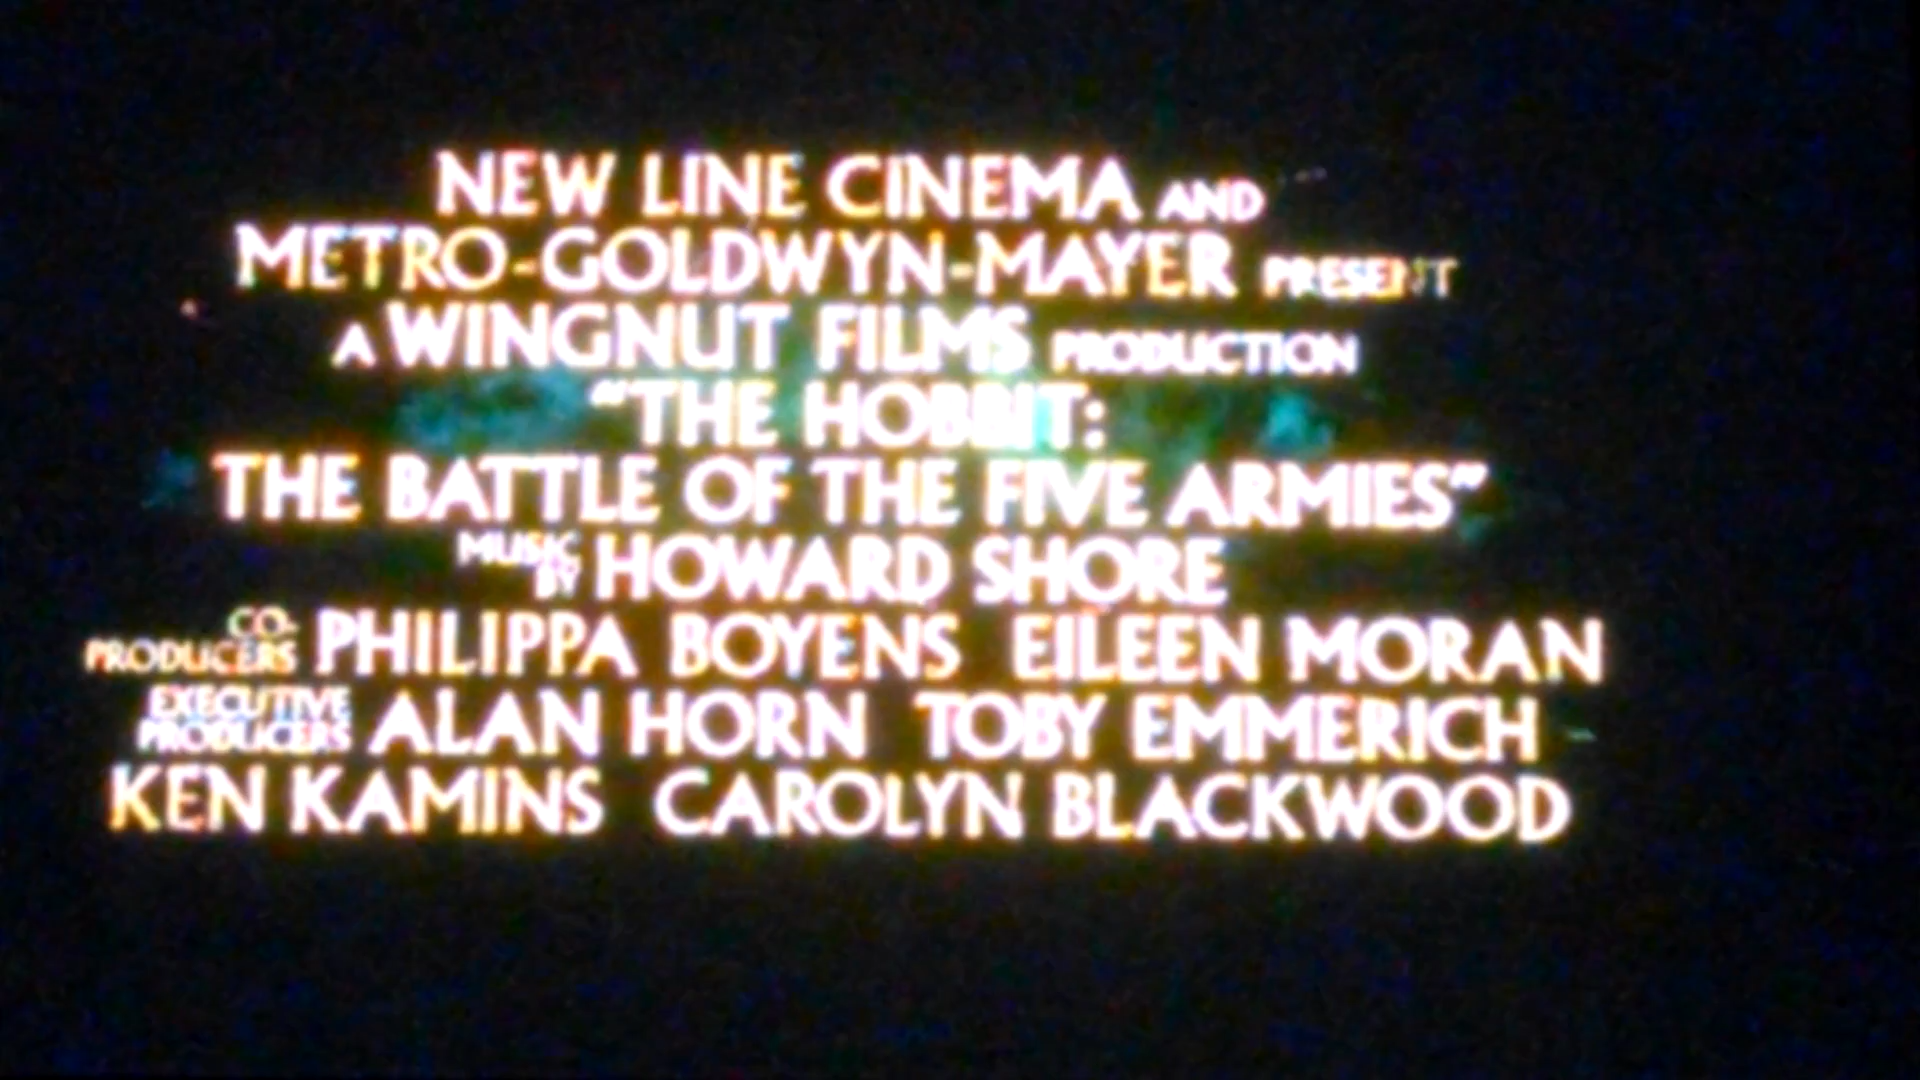 NEW LINE CINEMA AND
METRO-GOLDWYN-MAYER PRESENT
A WINGNUT FILMS PRODUCTION
"THE HOBBIT:
THE BATTLE OF THE FIVE ARMIES"
MUSIC BY HOWARD SHORE
CO-PRODUCERS PHILIPPA BOYENS EILEEN MORAN
EXECUTIVE PRODUCERS ALAN HORN TOBY EMMERICH
KEN KAMINS CAROLYN BLACKWOOD